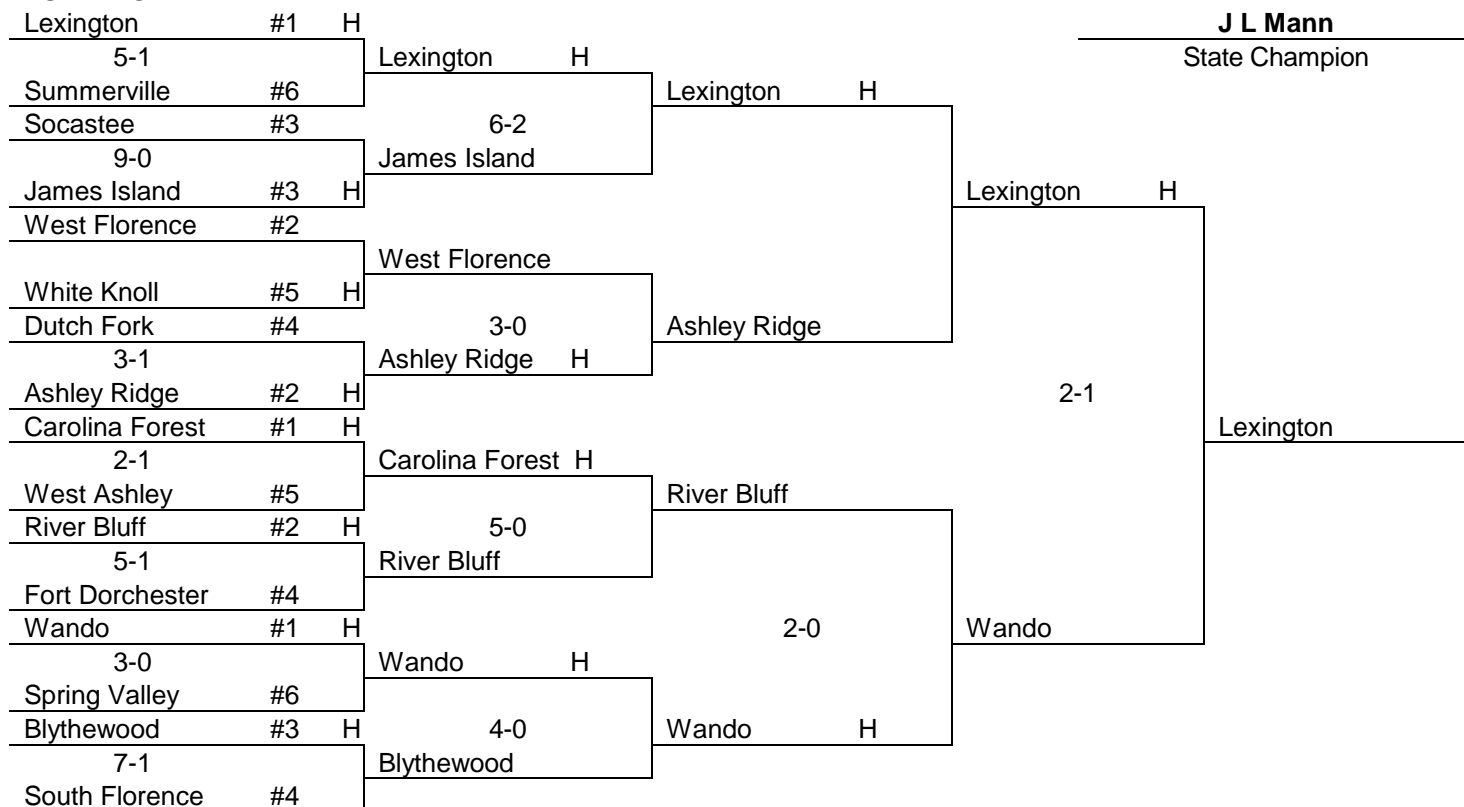 Lexington #1 H J L Mann
5-1 Lexington H State Champion
Summerville #6 Lexington H
Socastee #3 6-2
9-0 James Island
James Island #3 H Lexington H
West Florence #2
West Florence
White Knoll #5 H
Dutch Fork #4 3-0 Ashley Ridge
3-1 Ashley Ridge H
Ashley Ridge #2 H 2-1
Carolina Forest #1 H Lexington
2-1 Carolina Forest H
West Ashley #5 River Bluff
River Bluff #2 H 5-0
5-1 River Bluff
Fort Dorchester #4
Wando #1 H 2-0 Wando
3-0 Wando H
Spring Valley #6
Blythewood #3 H 4-0 Wando H
7-1 Blythewood
South Florence #4